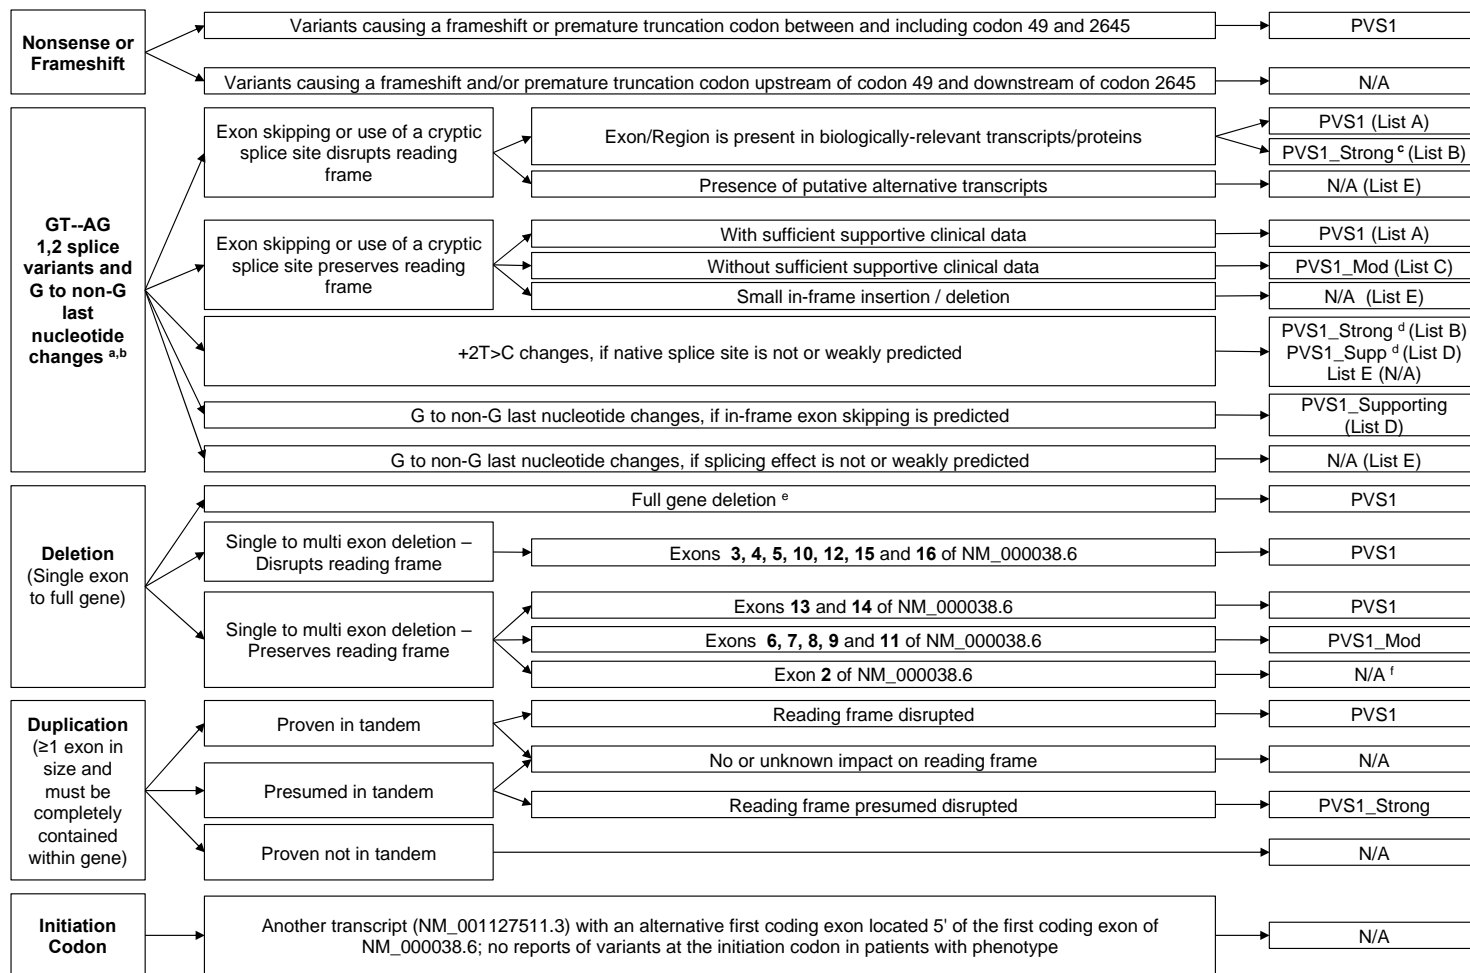 Nonsense or
Frameshift
Variants causing a frameshift or premature truncation codon between and including codon 49 and 2645
PVS1
Variants causing a frameshift and/or premature truncation codon upstream of codon 49 and downstream of codon 2645
N/A
GT--AG
1,2 splice
variants and
G to non-G
last
nucleotide
changes a,b
Exon skipping or use of a cryptic
splice site disrupts reading
frame
Exon/Region is present in biologically-relevant transcripts/proteins
PVS1 (List A)
PVS1_Strong c (List B)
Presence of putative alternative transcripts
N/A (List E)
Exon skipping or use of a cryptic
splice site preserves reading
frame
With sufficient supportive clinical data
PVS1 (List A)
Without sufficient supportive clinical data
PVS1_Mod (List C)
Small in-frame insertion / deletion
N/A (List E)
+2T>C changes, if native splice site is not or weakly predicted
PVS1_Strong d (List B)
PVS1_Supp d (List D)
List E (N/A)
G to non-G last nucleotide changes, if in-frame exon skipping is predicted
PVS1_Supporting
(List D)
G to non-G last nucleotide changes, if splicing effect is not or weakly predicted
N/A (List E)
Deletion
(Single exon
to full gene)
Full gene deletion e
PVS1
Single to multi exon deletion –
Disrupts reading frame
Exons 3, 4, 5, 10, 12, 15 and 16 of NM_000038.6
PVS1
Single to multi exon deletion –
Preserves reading frame
Exons 13 and 14 of NM_000038.6
PVS1
Exons 6, 7, 8, 9 and 11 of NM_000038.6
PVS1_Mod
Exon 2 of NM_000038.6
N/A f
Duplication
(≥1 exon in
size and
must be
completely
contained
within gene)
Proven in tandem
Reading frame disrupted
PVS1
No or unknown impact on reading frame
N/A
Presumed in tandem
Reading frame presumed disrupted
PVS1_Strong
Proven not in tandem
N/A
Initiation
Codon
Another transcript (NM_001127511.3) with an alternative first coding exon located 5' of the first coding exon of
NM_000038.6; no reports of variants at the initiation codon in patients with phenotype
N/A